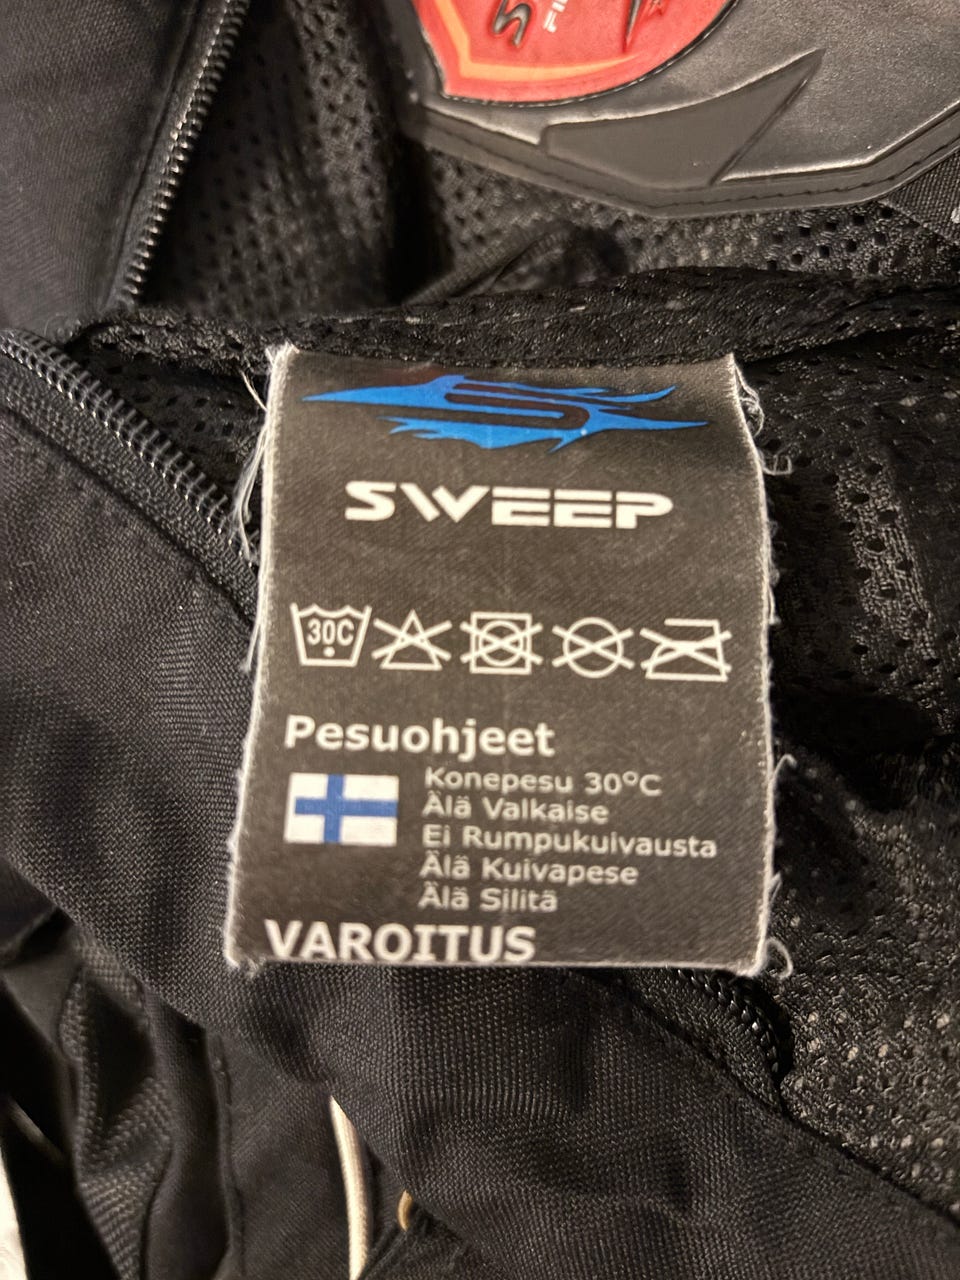 SWEEP
30C
Pesuohjeet
Konepesu 30°C
Älä Valkaise
Ei Rumpukuivausta
Älä Kuivapese
Älä Silitä
VAROITUS